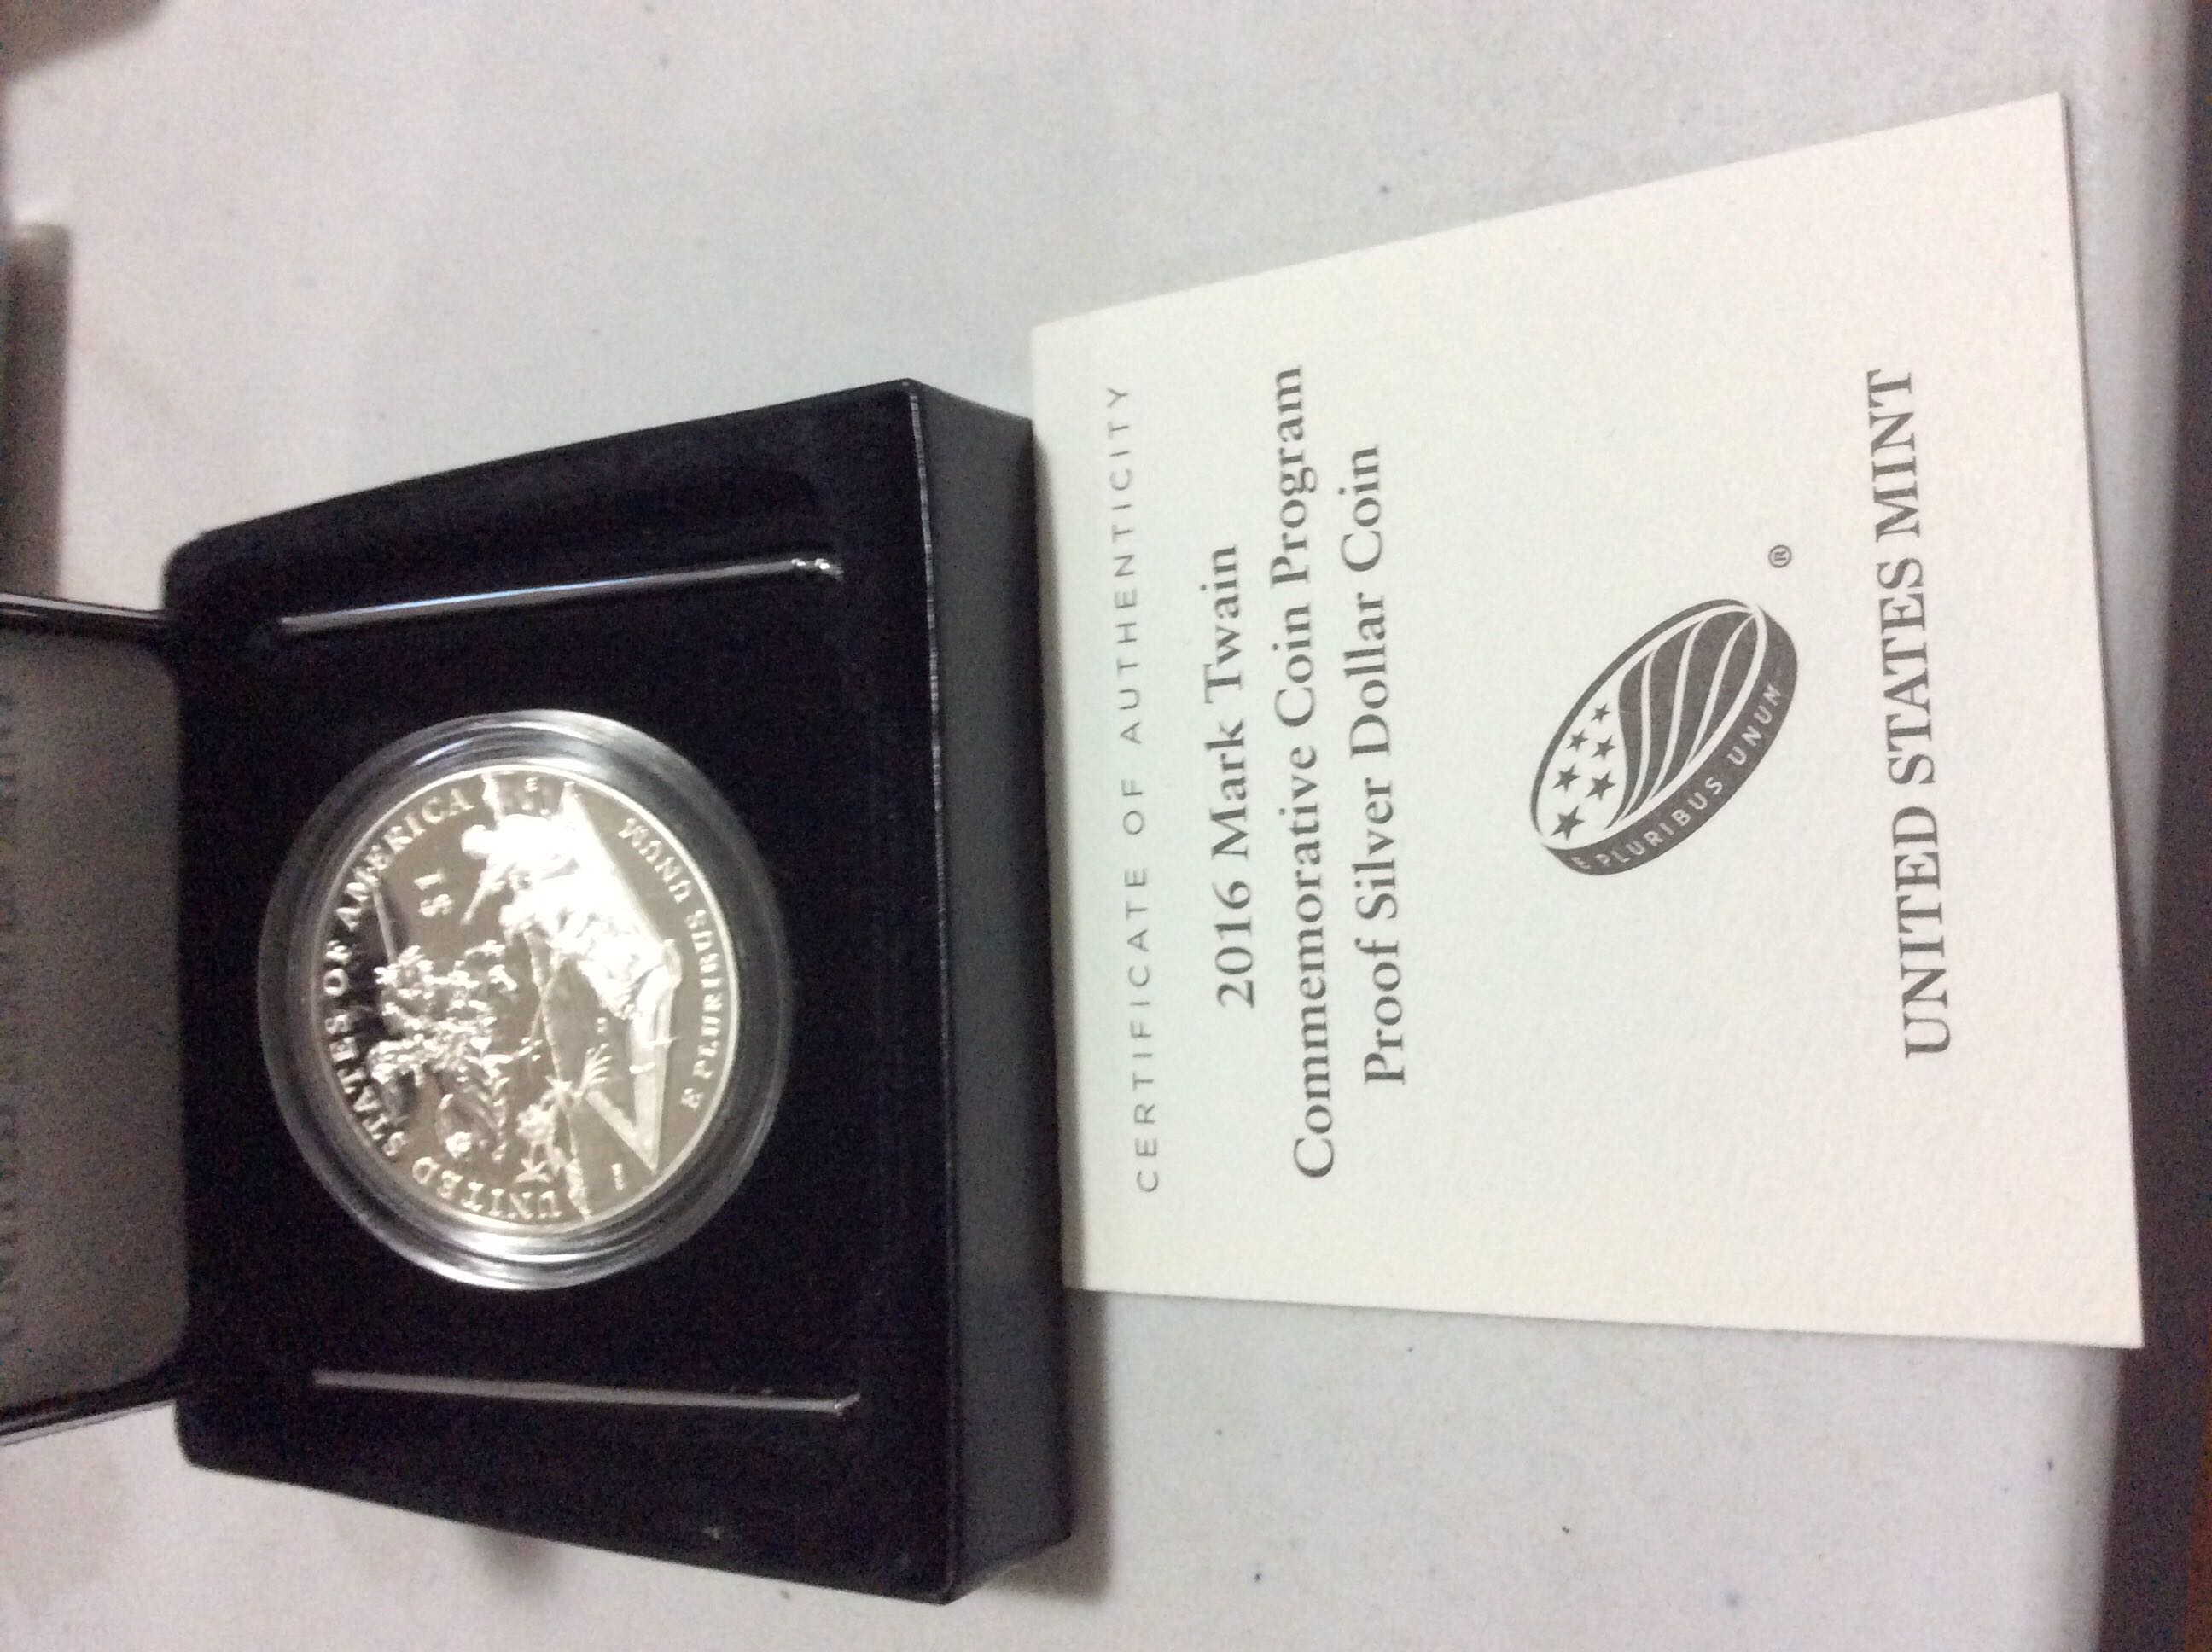 UNITED STATES OF AMERICA
$1
E PLURIBUS UNUM
CERTIFICATE OF AUTHENTICITY
2016 Mark Twain
Commemorative Coin Program
Proof Silver Dollar Coin
E PLURIBUS UNUM
®
UNITED STATES MINT